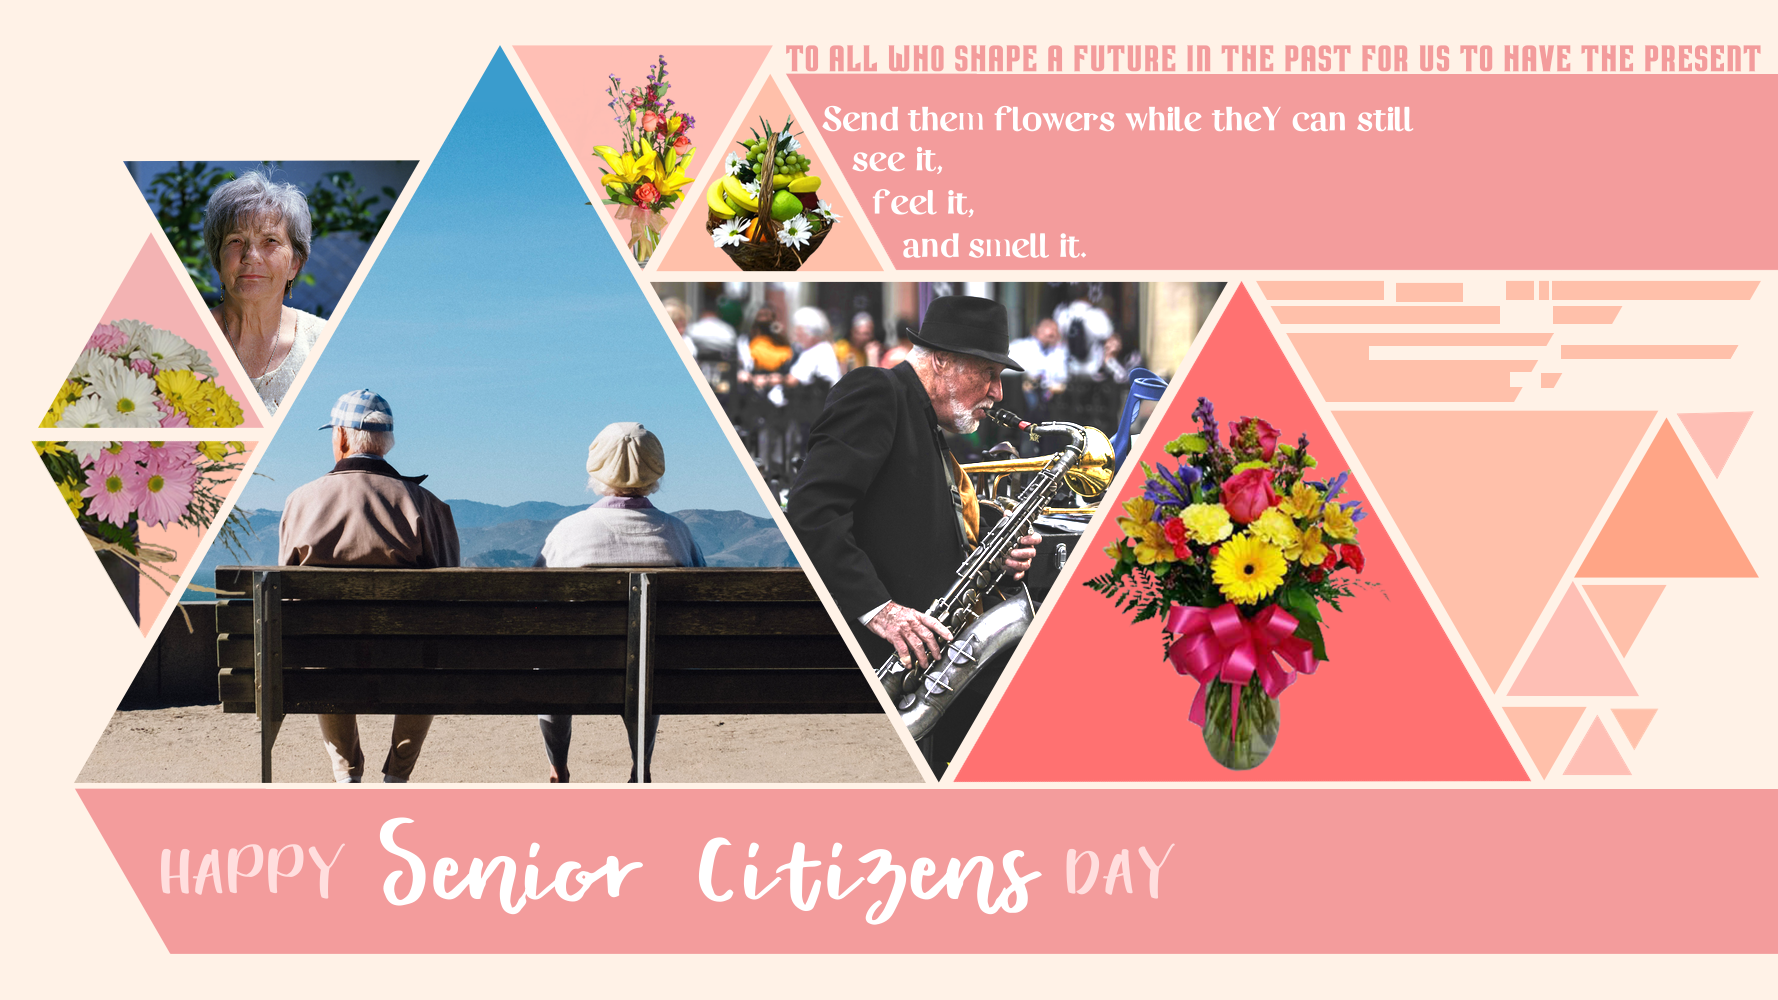 TO ALL WHO SHAPE A FUTURE IN THE PAST FOR US TO HAVE THE PRESENT
Send them flowers while theY can still
see it,
feel it,
and smell it.
HAPPY Senior Citizens DAY